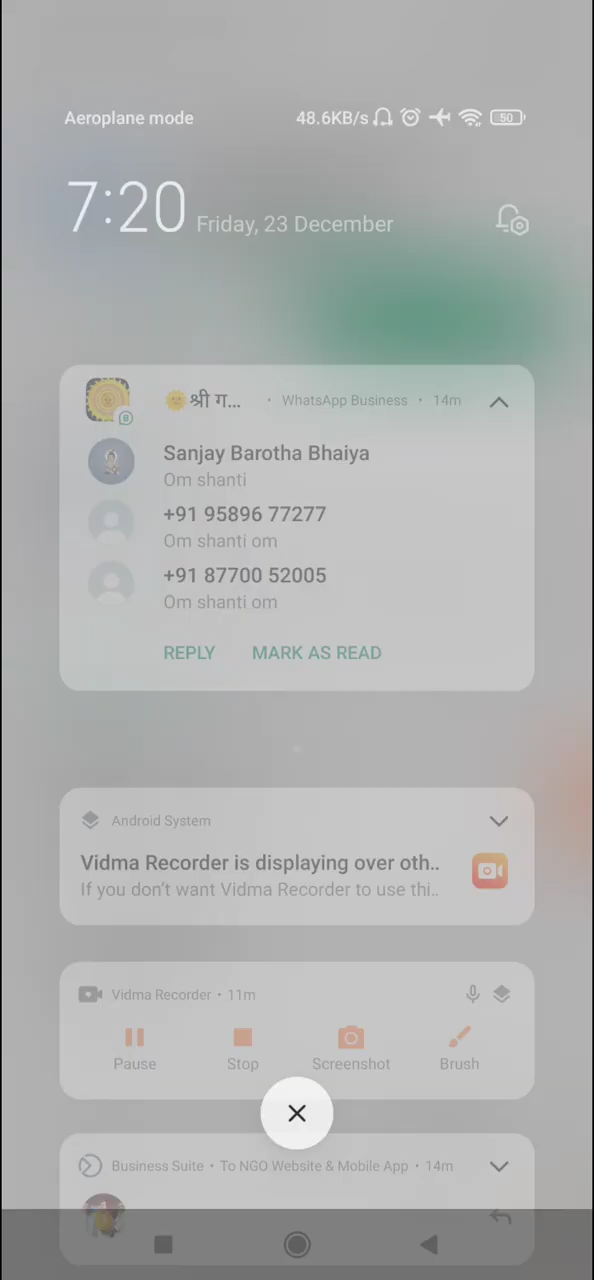 Aeroplane mode 48.6KB/s 50
7:20 Friday, 23 December
🌞श्री ग... • WhatsApp Business • 14m
Sanjay Barotha Bhaiya
Om shanti
+91 95896 77277
Om shanti om
+91 87700 52005
Om shanti om
REPLY MARK AS READ
Android System
Vidma Recorder is displaying over oth..
If you don't want Vidma Recorder to use thi..
Vidma Recorder • 11m
Pause Stop Screenshot Brush
Business Suite • To NGO Website & Mobile App • 14m